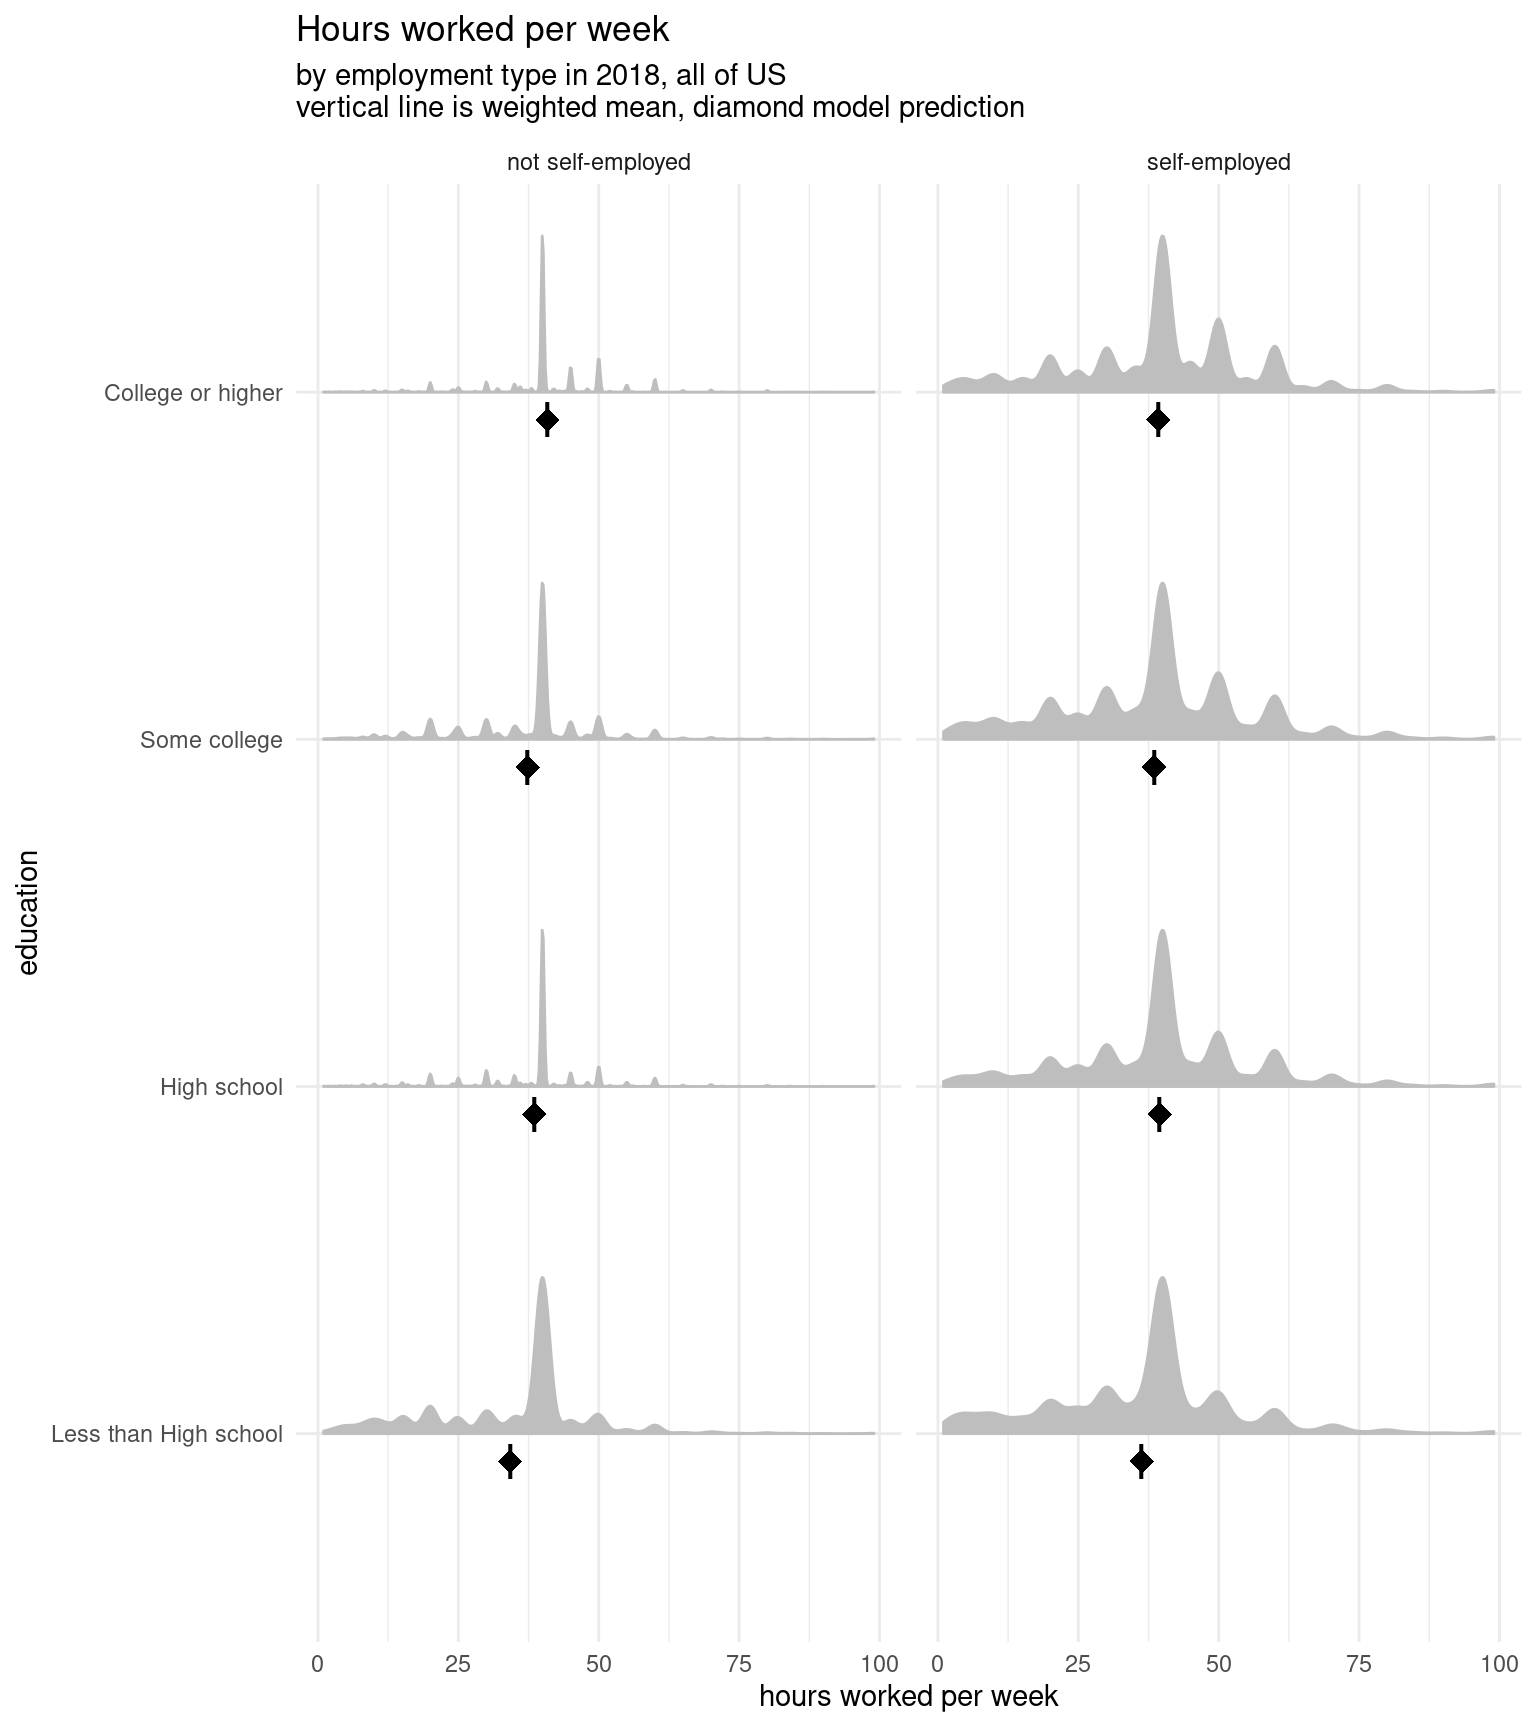 Hours worked per week
by employment type in 2018, all of US
vertical line is weighted mean, diamond model prediction
not self-employed
self-employed
College or higher
Some college
education
High school
Less than High school
0 25 50 75 100 0 25 50 75 100
hours worked per week